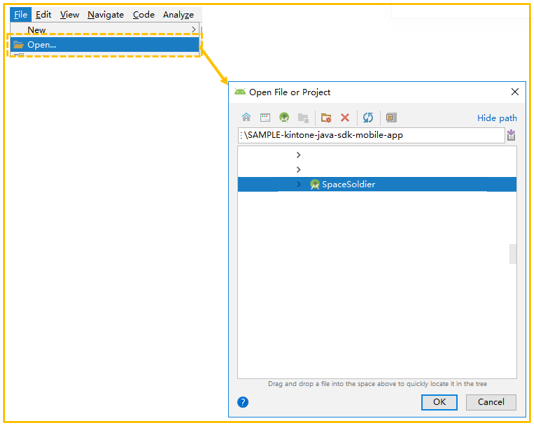 File Edit View Navigate Code Analyze
New
Open...
Open File or Project
Hide path
:\SAMPLE-kintone-java-sdk-mobile-app
SpaceSoldier
Drag and drop a file into the space above to quickly locate it in the tree
? OK Cancel